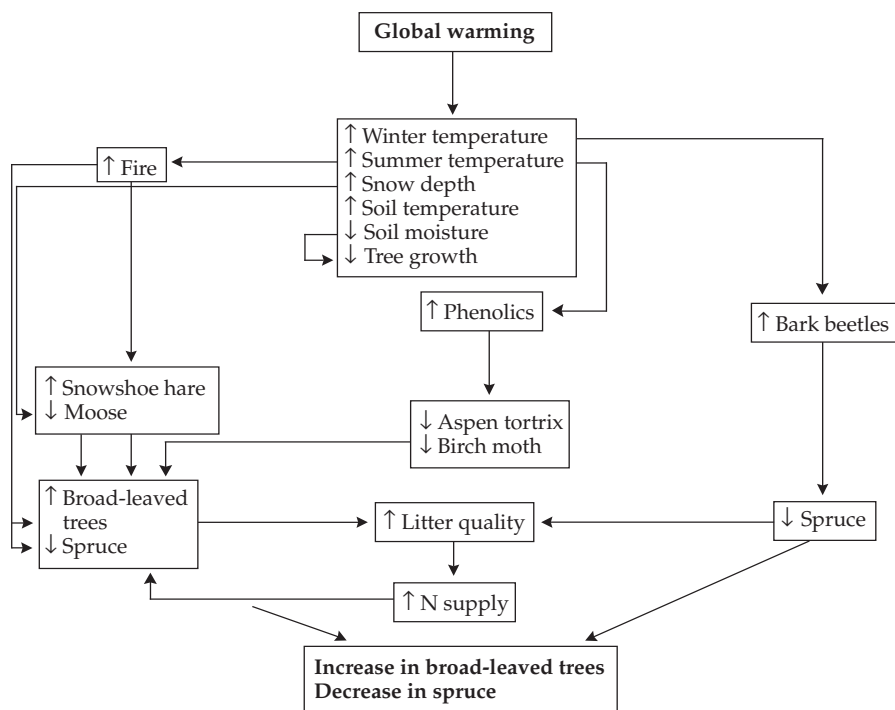 Global warming
↑ Winter temperature
↑ Summer temperature
↑ Snow depth
↑ Soil temperature
↓ Soil moisture
↓ Tree growth
↑ Fire
↑ Phenolics
↑ Bark beetles
↑ Snowshoe hare
↓ Moose
↓ Aspen tortrix
↓ Birch moth
↑ Broad-leaved
trees
↓ Spruce
↑ Litter quality
↓ Spruce
↑ N supply
Increase in broad-leaved trees
Decrease in spruce